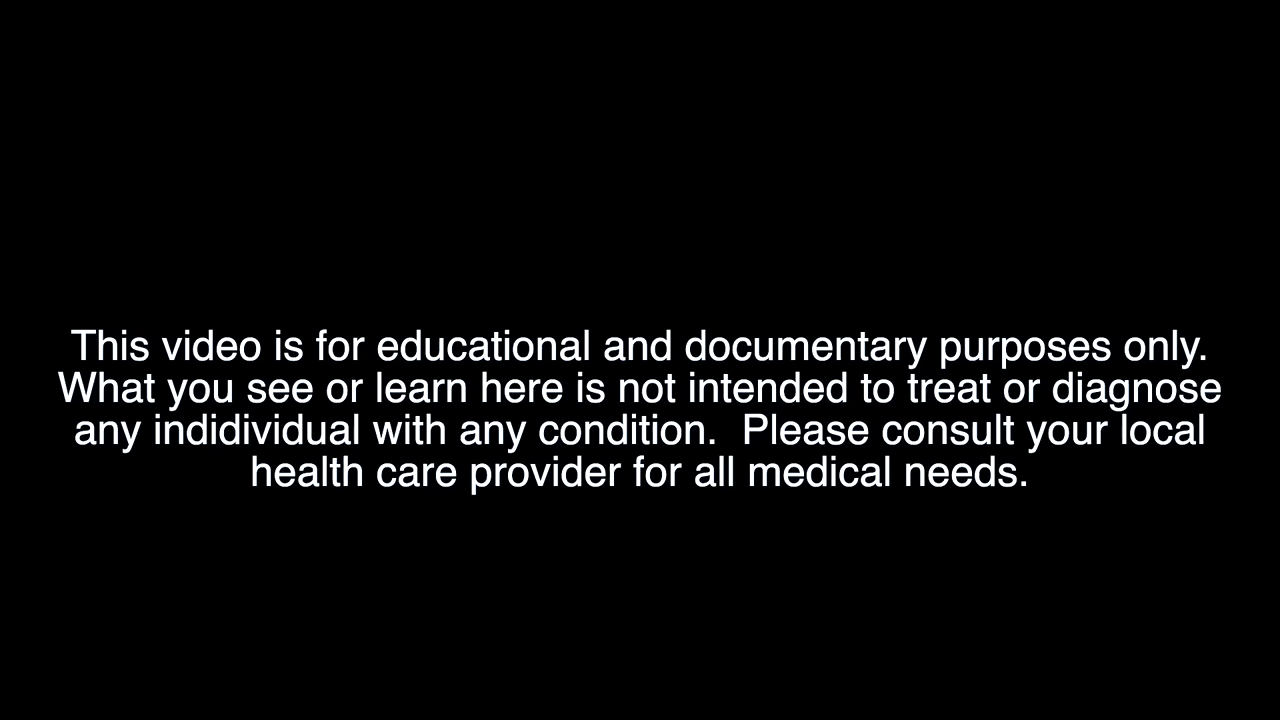 This video is for educational and documentary purposes only.
What you see or learn here is not intended to treat or diagnose
any indidividual with any condition.  Please consult your local
health care provider for all medical needs.